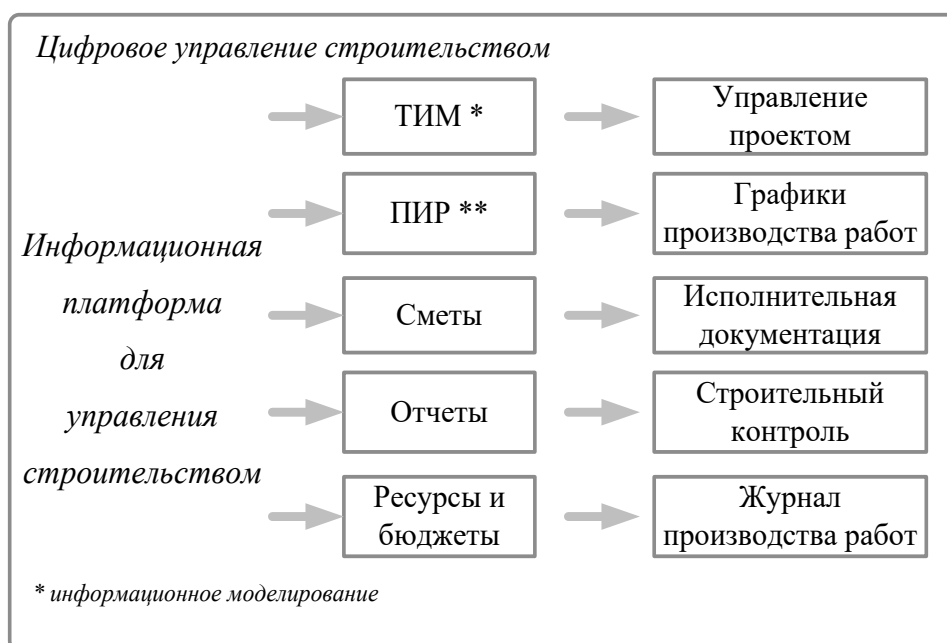 Цифровое управление строительством
Информационная
платформа
для
управления
строительством
ТИМ *
Управление
проектом
ПИР **
Графики
производства работ
Сметы
Исполнительная
документация
Отчеты
Строительный
контроль
Ресурсы и
бюджеты
Журнал
производства работ
* информационное моделирование